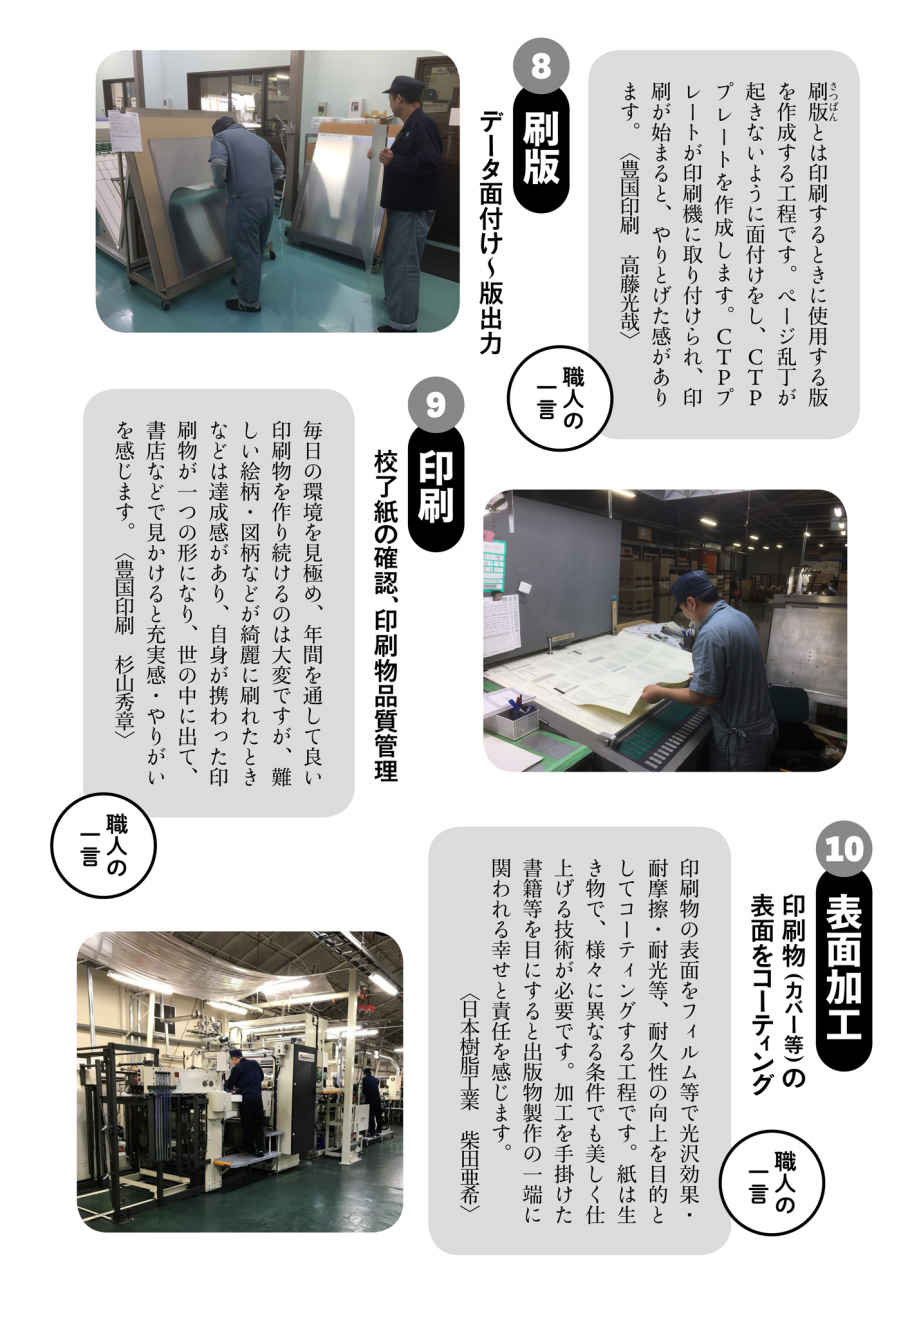 8
刷版
データ面付け〜版出力
刷版とは印刷するときに使用する版
さつぱん
を作成する工程です。ページ乱丁が
起きないように面付けをし、CTP
プレートを作成します。CTPプ
レートが印刷機に取り付けられ、印
刷が始まると、やりとげた感があり
ます。〈豊国印刷　高藤光哉〉
職人の
一言
9
印刷
校了紙の確認、印刷物品質管理
毎日の環境を見極め、年間を通して良い
印刷物を作り続けるのは大変ですが、難
しい絵柄・図柄などが綺麗に刷れたとき
などは達成感があり、自身が携わった印
刷物が一つの形になり、世の中に出て、
書店などで見かけると充実感・やりがい
を感じます。〈豊国印刷　杉山秀章〉
職人の
一言
10
表面加工
印刷物（カバー等）の
表面をコーティング
職人の
一言
印刷物の表面をフィルム等で光沢効果・
耐摩擦・耐光等、耐久性の向上を目的と
してコーティングする工程です。紙は生
き物で、様々に異なる条件でも美しく仕
上げる技術が必要です。加工を手掛けた
書籍等を目にすると出版物製作の一端に
関われる幸せと責任を感じます。
〈日本樹脂工業　柴田亜希〉